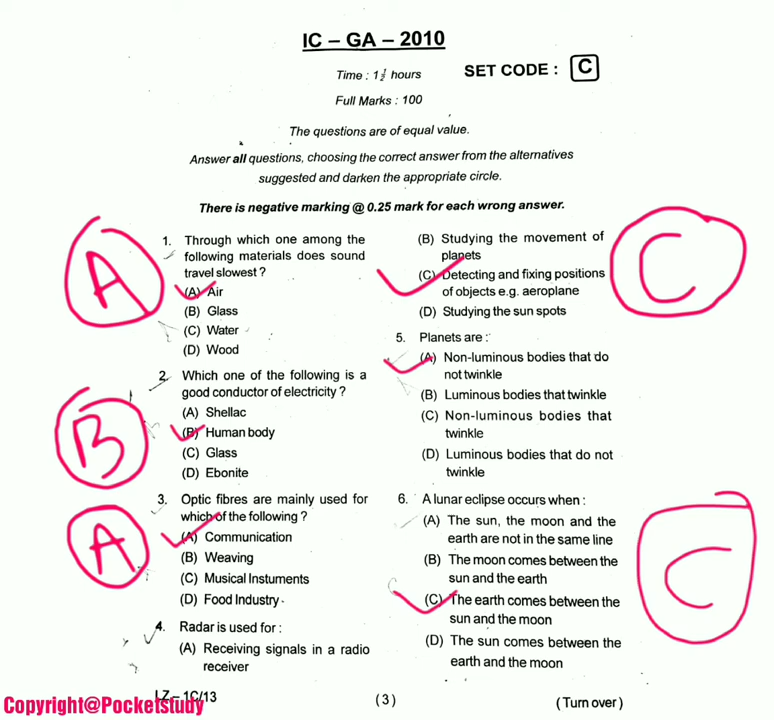 IC – GA – 2010
Time : 1½ hours
SET CODE : C
Full Marks : 100
The questions are of equal value.
Answer all questions, choosing the correct answer from the alternatives
suggested and darken the appropriate circle.
There is negative marking @ 0.25 mark for each wrong answer.
A
1. Through which one among the
following materials does sound
travel slowest ?
(A) Air
(B) Glass
(C) Water
(D) Wood
B
2. Which one of the following is a
good conductor of electricity ?
(A) Shellac
(B) Human body
(C) Glass
(D) Ebonite
A
3. Optic fibres are mainly used for
which of the following ?
(A) Communication
(B) Weaving
(C) Musical Instuments
(D) Food Industry
4. Radar is used for :
(A) Receiving signals in a radio
receiver
(B) Studying the movement of
planets
(C) Detecting and fixing positions
of objects e.g. aeroplane
(D) Studying the sun spots
C
5. Planets are :
(A) Non-luminous bodies that do
not twinkle
(B) Luminous bodies that twinkle
(C) Non-luminous bodies that
twinkle
(D) Luminous bodies that do not
twinkle
6. A lunar eclipse occurs when :
(A) The sun, the moon and the
earth are not in the same line
(B) The moon comes between the
sun and the earth
(C) The earth comes between the
sun and the moon
(D) The sun comes between the
earth and the moon
C
LZ – 1C/13
(3)
(Turn over)
Copyright@Pocketstudy